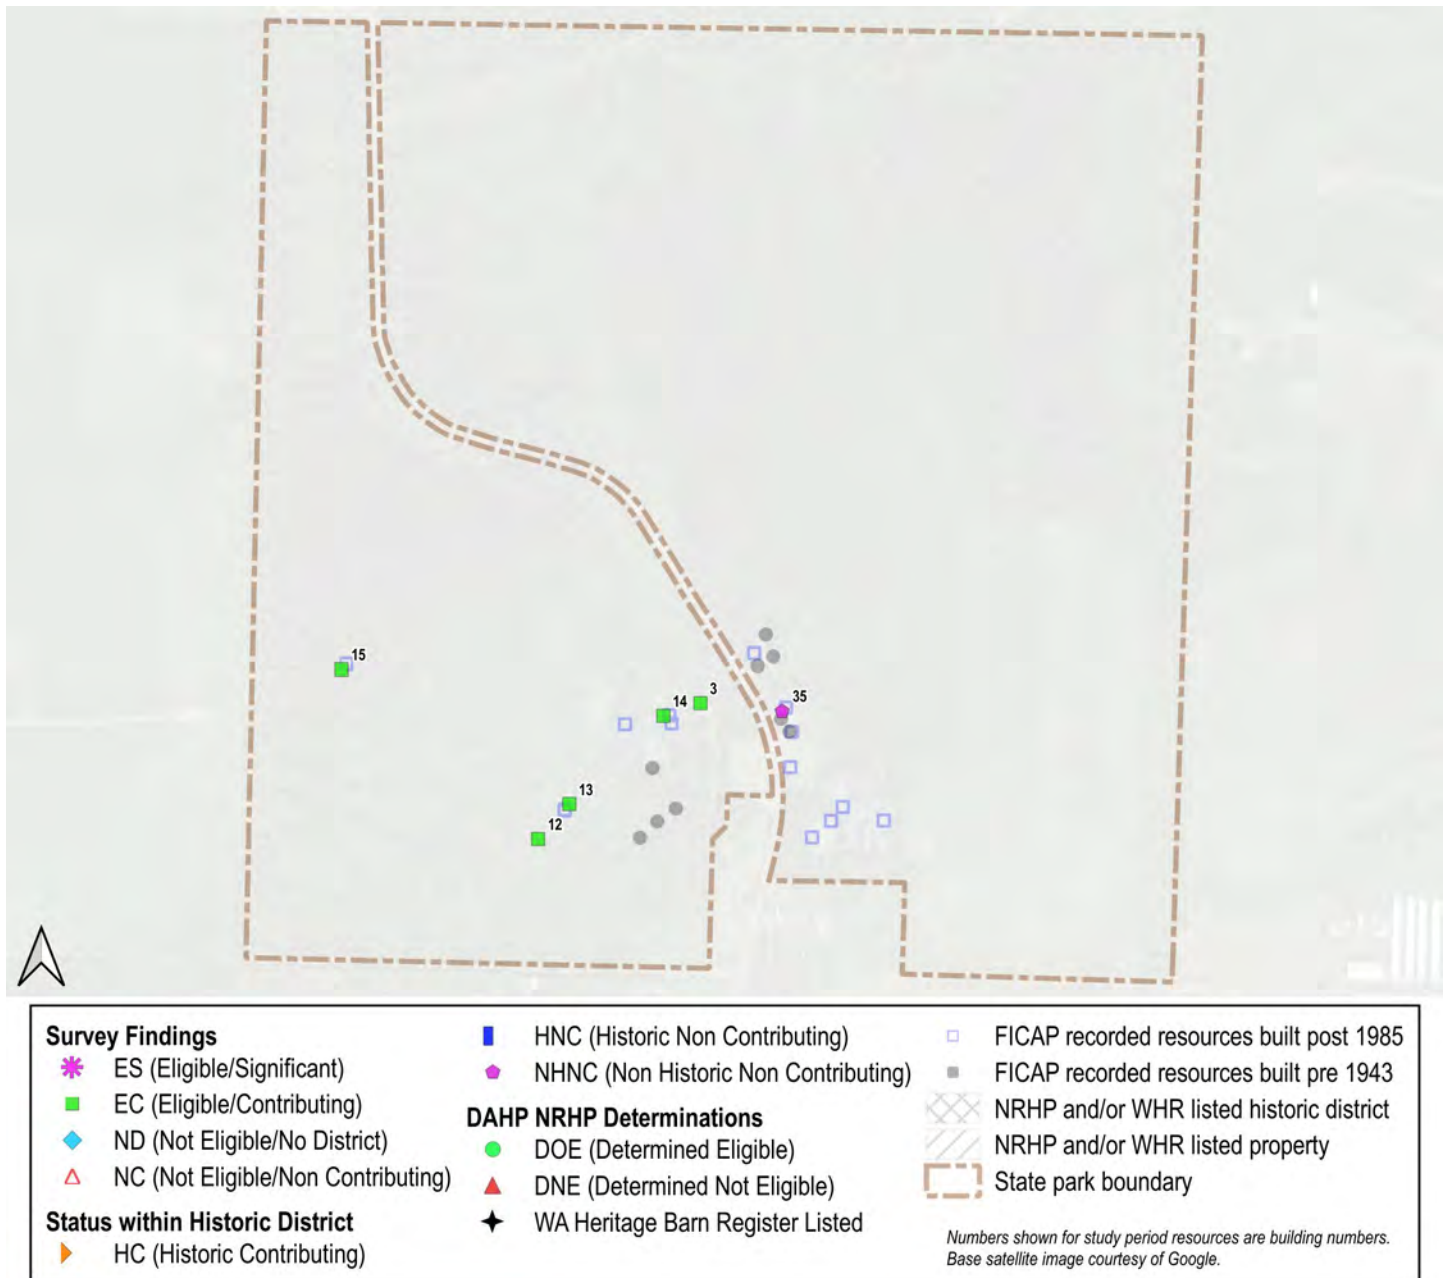 15
3
14
35
13
12
Survey Findings
ES (Eligible/Significant)
EC (Eligible/Contributing)
ND (Not Eligible/No District)
NC (Not Eligible/Non Contributing)
Status within Historic District
HC (Historic Contributing)
HNC (Historic Non Contributing)
NHNC (Non Historic Non Contributing)
DAHP NRHP Determinations
DOE (Determined Eligible)
DNE (Determined Not Eligible)
WA Heritage Barn Register Listed
FICAP recorded resources built post 1985
FICAP recorded resources built pre 1943
NRHP and/or WHR listed historic district
NRHP and/or WHR listed property
State park boundary
Numbers shown for study period resources are building numbers.
Base satellite image courtesy of Google.